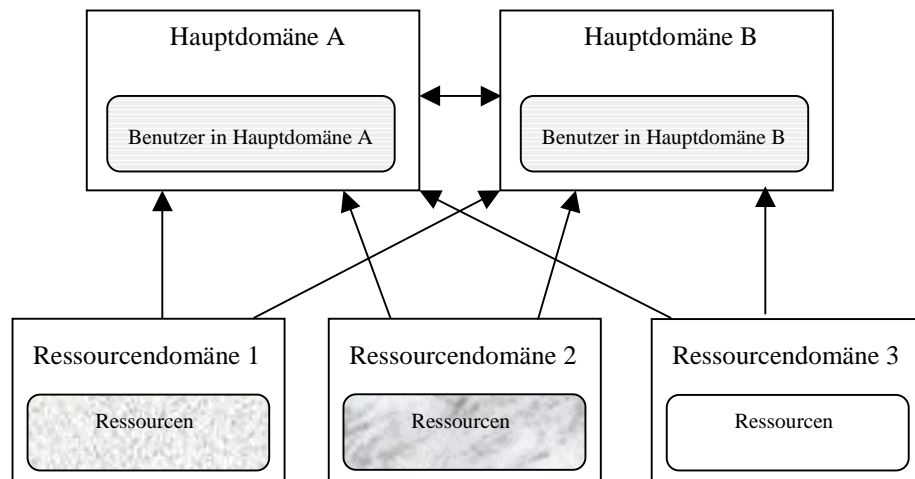 Hauptdomäne A
Hauptdomäne B
Benutzer in Hauptdomäne A
Benutzer in Hauptdomäne B
Ressourcendomäne 1
Ressourcendomäne 2
Ressourcendomäne 3
Ressourcen
Ressourcen
Ressourcen